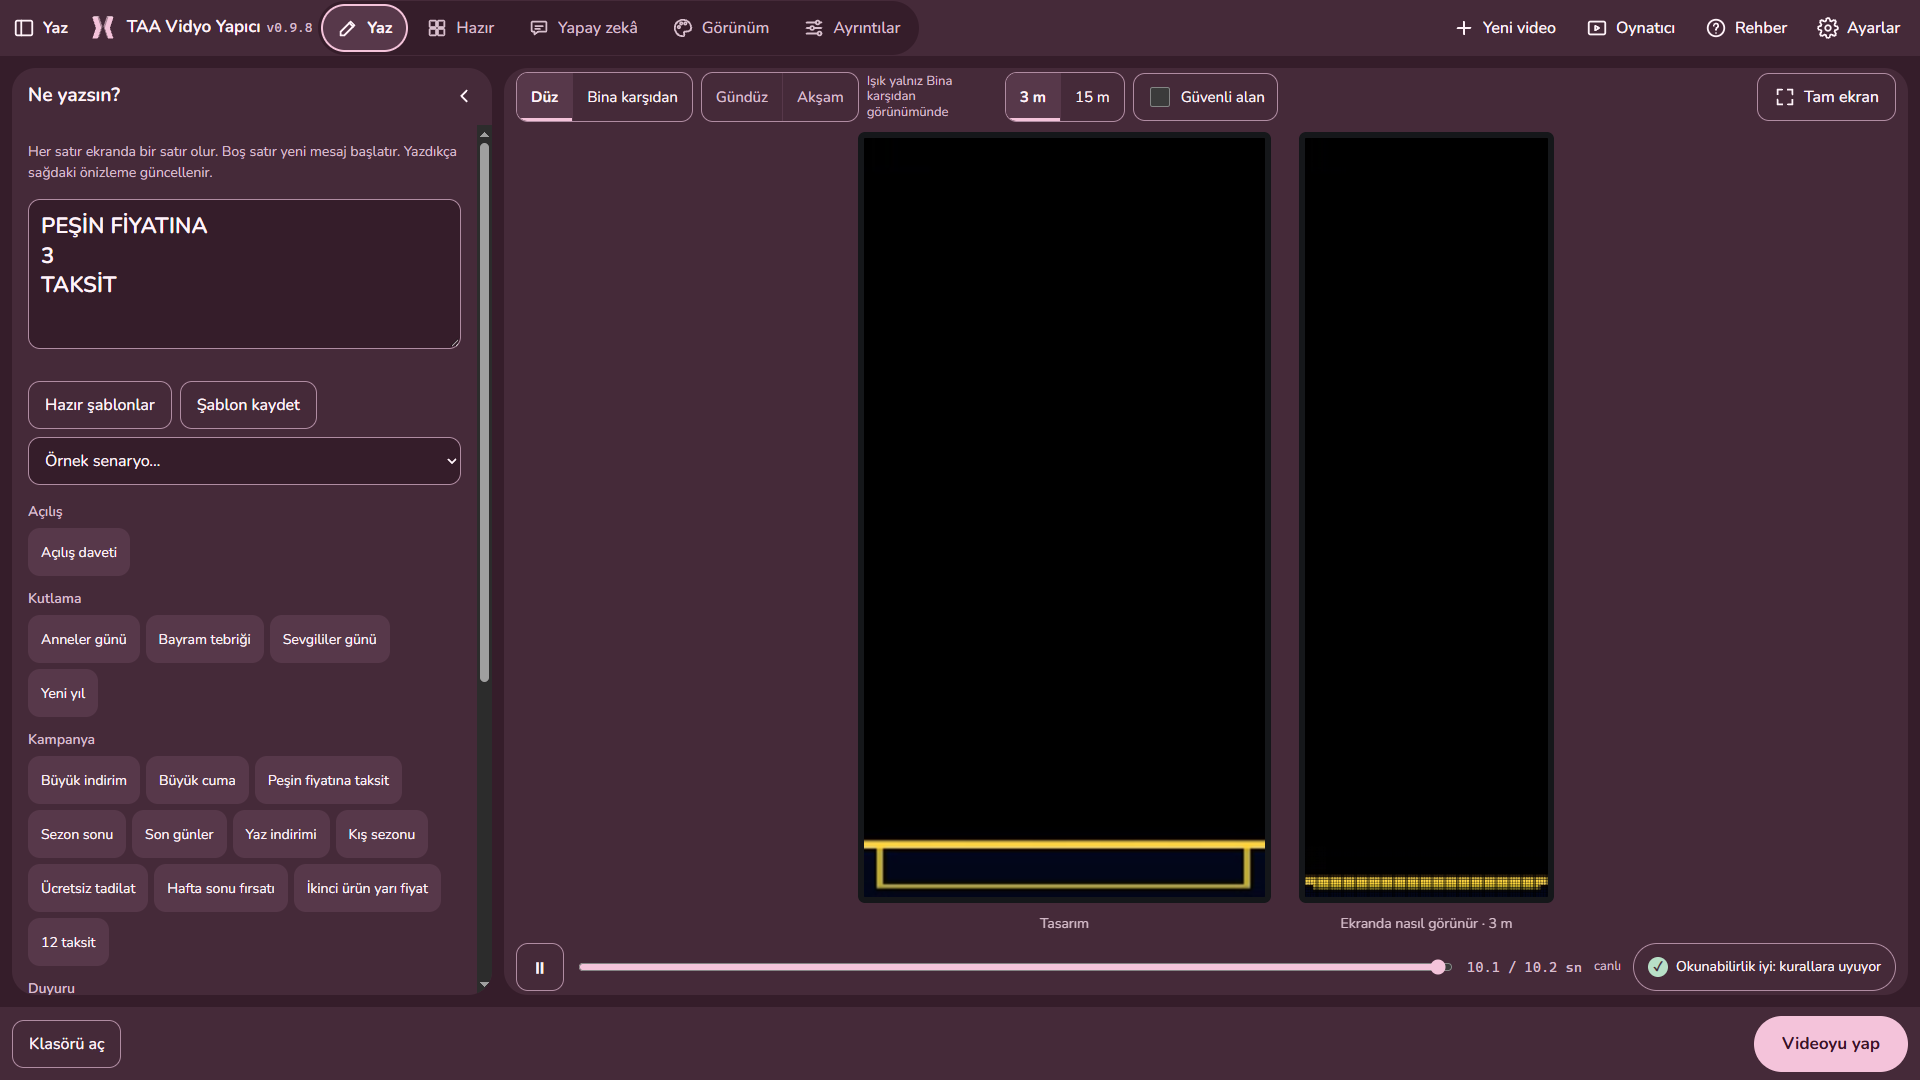 Yaz
TAA Vidyo Yapıcı v0.9.8
Yaz
Hazır
Yapay zekâ
Görünüm
Ayrıntılar
Yeni video
Oynatıcı
Rehber
Ayarlar
Ne yazsın?
Her satır ekranda bir satır olur. Boş satır yeni mesaj başlatır. Yazdıkça
sağdaki önizleme güncellenir.
PEŞİN FİYATINA
3
TAKSİT
Hazır şablonlar
Şablon kaydet
Örnek senaryo...
Açılış
Açılış daveti
Kutlama
Anneler günü
Bayram tebriği
Sevgililer günü
Yeni yıl
Kampanya
Büyük indirim
Büyük cuma
Peşin fiyatına taksit
Sezon sonu
Son günler
Yaz indirimi
Kış sezonu
Ücretsiz tadilat
Hafta sonu fırsatı
İkinci ürün yarı fiyat
12 taksit
Duyuru
Düz
Bina karşıdan
Gündüz
Akşam
Işık yalnız Bina
karşıdan
görünümünde
3 m
15 m
Güvenli alan
Tam ekran
Tasarım
Ekranda nasıl görünür · 3 m
10.1 / 10.2 sn
canlı
Okunabilirlik iyi: kurallara uyuyor
Klasörü aç
Videoyu yap